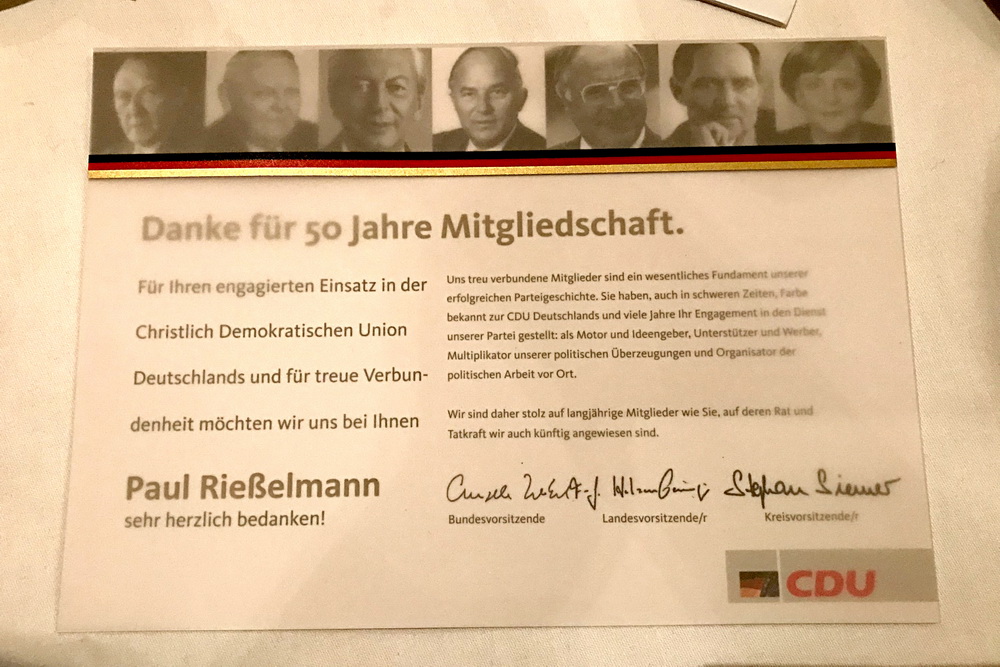 Danke für 50 Jahre Mitgliedschaft.
Für Ihren engagierten Einsatz in der
Christlich Demokratischen Union
Deutschlands und für treue Verbun-
denheit möchten wir uns bei Ihnen
Paul Rießelmann
sehr herzlich bedanken!
Uns treu verbundene Mitglieder sind ein wesentliches Fundament unserer
erfolgreichen Parteigeschichte. Sie haben, auch in schweren Zeiten, Farbe
bekannt zur CDU Deutschlands und viele Jahre Ihr Engagement in den Dienst
unserer Partei gestellt: als Motor und Ideengeber, Unterstützer und Werber,
Multiplikator unserer politischen Überzeugungen und Organisator der
politischen Arbeit vor Ort.
Wir sind daher stolz auf langjährige Mitglieder wie Sie, auf deren Rat und
Tatkraft wir auch künftig angewiesen sind.
Stephan Siemer
Bundesvorsitzende
Landesvorsitzende/r
Kreisvorsitzende/r
CDU